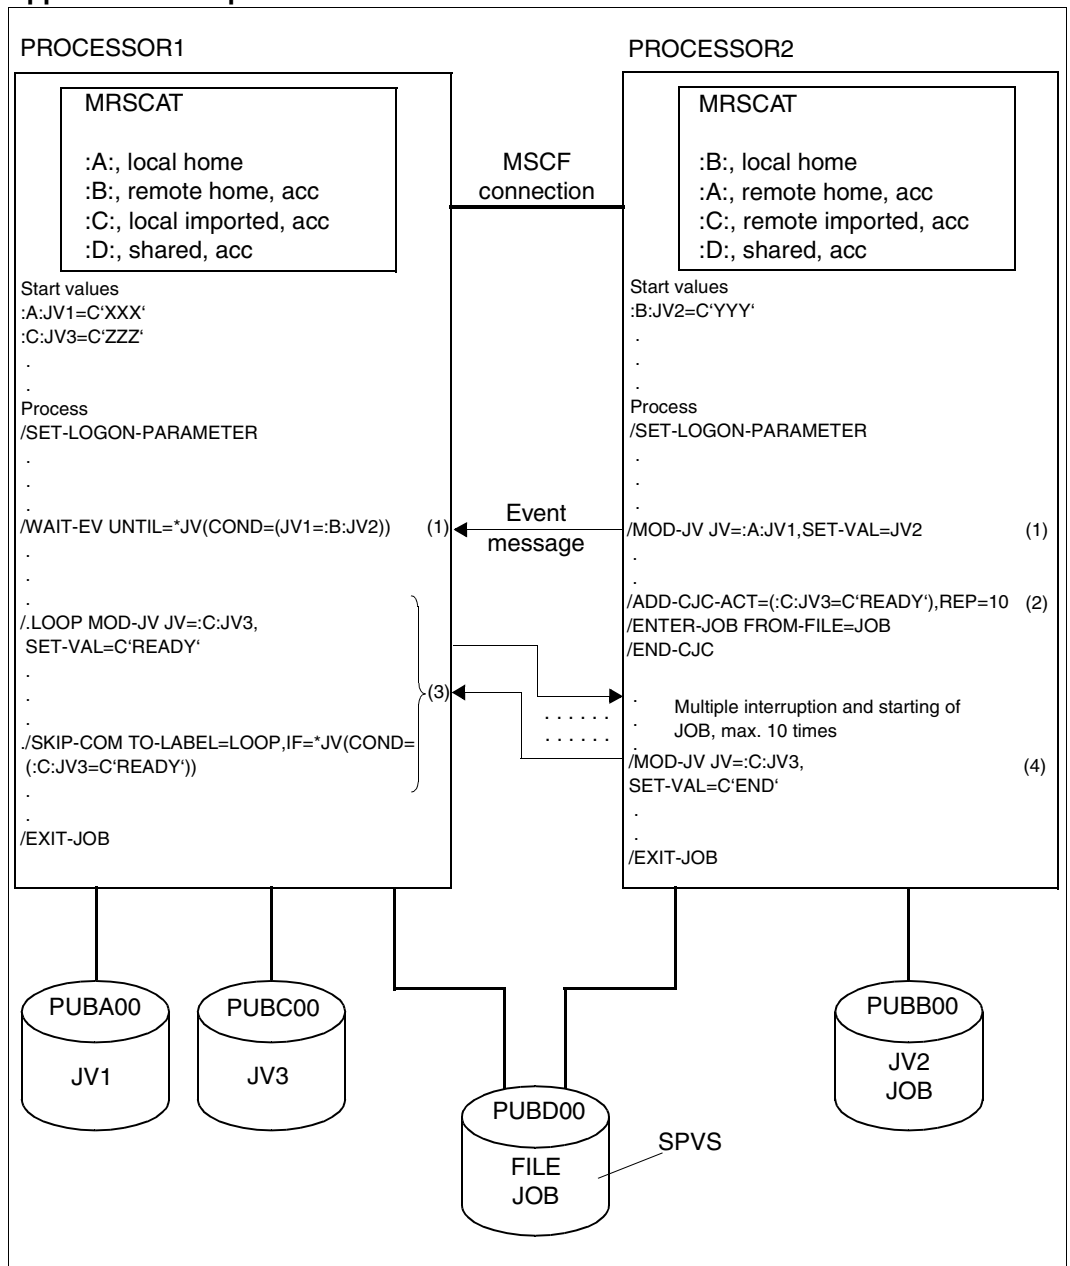 PROCESSOR1
MRSCAT
:A:, local home
:B:, remote home, acc
:C:, local imported, acc
:D:, shared, acc
Start values
:A:JV1=C‘XXX‘
:C:JV3=C‘ZZZ‘
.
.
Process
/SET-LOGON-PARAMETER
.
.
.
/WAIT-EV UNTIL=*JV(COND=(JV1=:B:JV2)) (1)
.
.
.
/.LOOP MOD-JV JV=:C:JV3,
SET-VAL=C‘READY‘
.
.
.
(3)
./SKIP-COM TO-LABEL=LOOP,IF=*JV(COND=
(:C:JV3=C‘READY‘))
.
.
/EXIT-JOB
MSCF
connection
Event
message
. . . . . .
. . . . . .
PROCESSOR2
MRSCAT
:B:, local home
:A:, remote home, acc
:C:, remote imported, acc
:D:, shared, acc
Start values
:B:JV2=C‘YYY‘
.
.
.
Process
/SET-LOGON-PARAMETER
.
.
.
/MOD-JV JV=:A:JV1,SET-VAL=JV2 (1)
.
.
/ADD-CJC-ACT=(:C:JV3=C‘READY‘),REP=10 (2)
/ENTER-JOB FROM-FILE=JOB
/END-CJC
.
.
.
Multiple interruption and starting of
JOB, max. 10 times
/MOD-JV JV=:C:JV3, (4)
SET-VAL=C‘END‘
.
.
/EXIT-JOB
PUBA00
JV1
PUBC00
JV3
PUBD00
FILE
JOB
SPVS
PUBB00
JV2
JOB